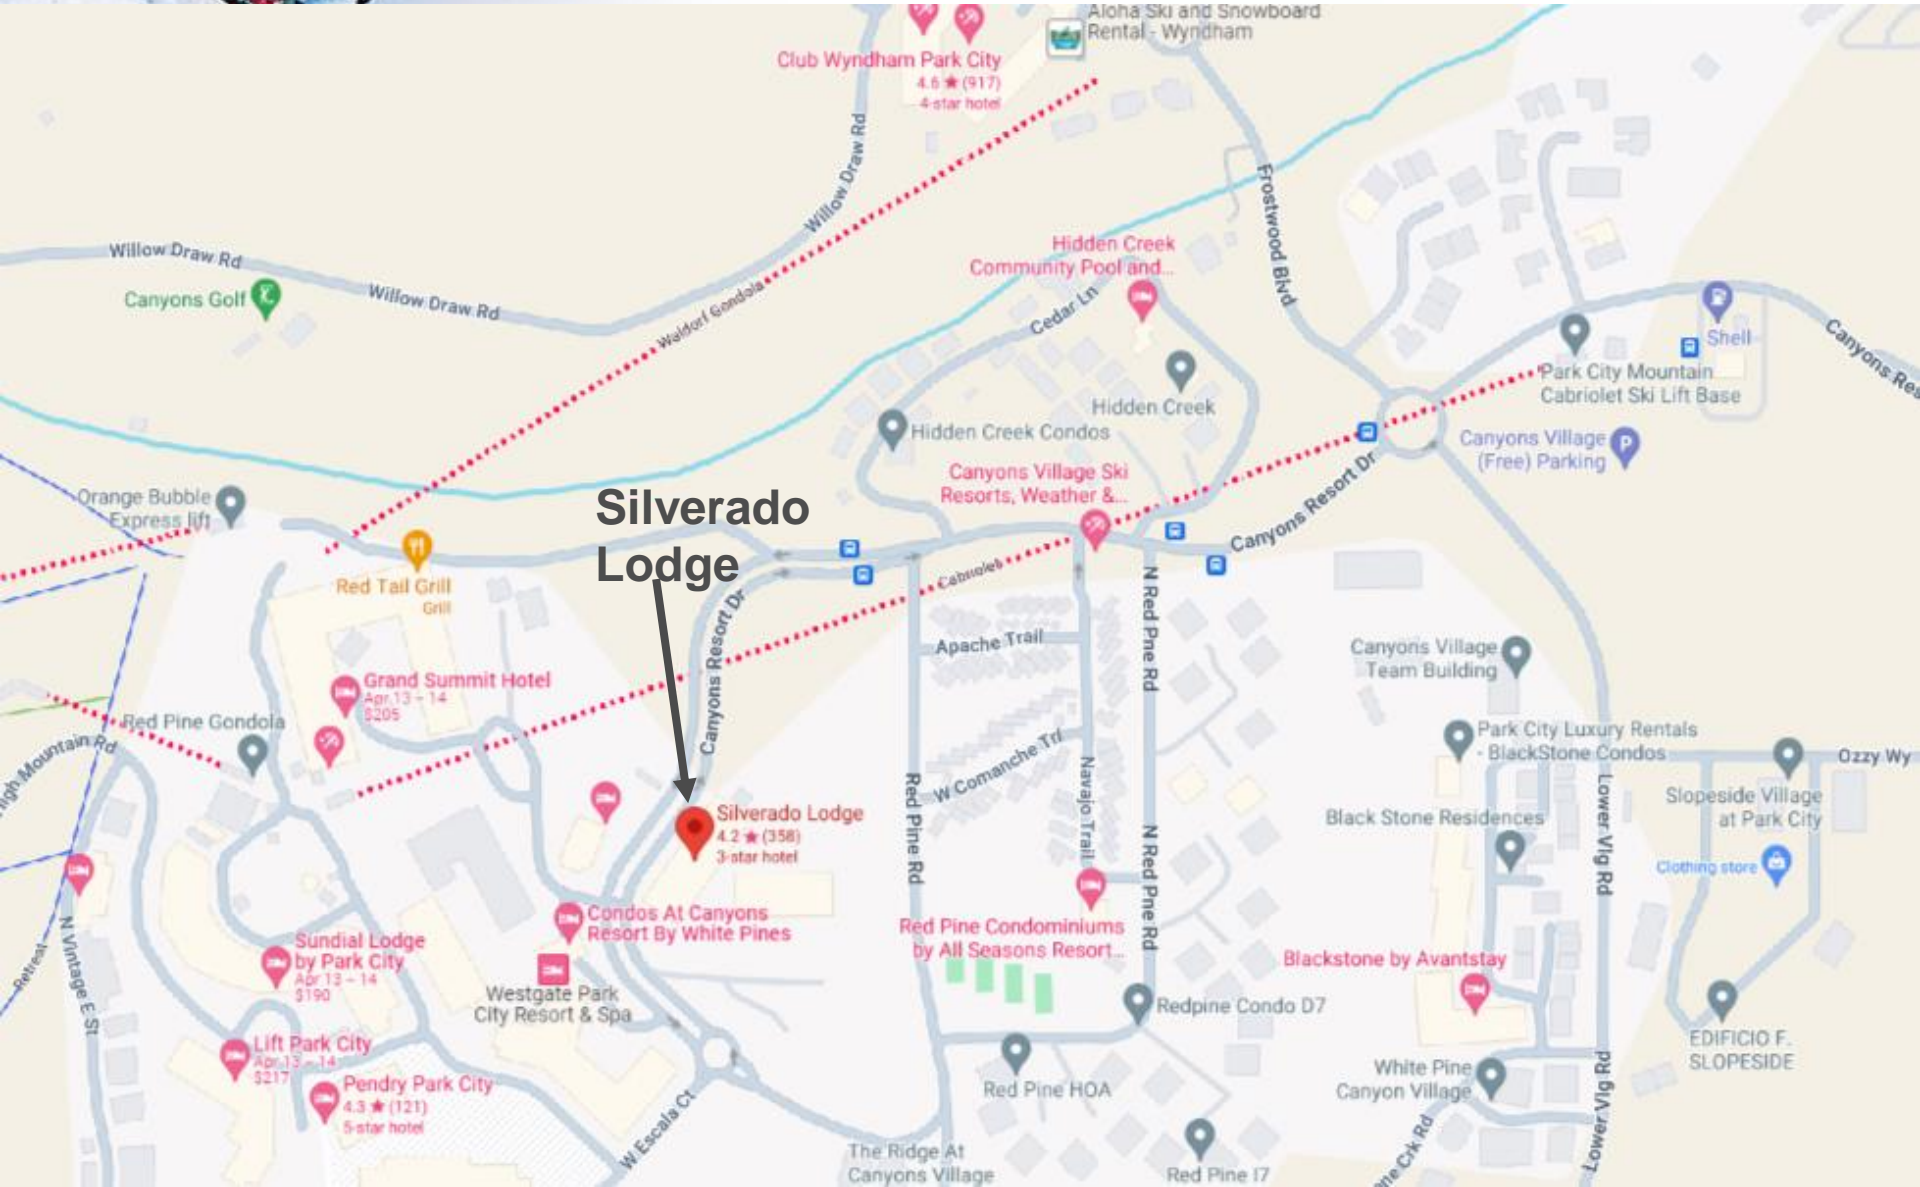 Aloha Ski and Snowboard
Rental - Wyndham
Club Wyndham Park City
4.6 ★ (917)
4-star hotel
Willow Draw Rd
Frostwood Blvd
Willow Draw Rd
Canyons Golf
Willow Draw Rd
Waldorf Gondola
Hidden Creek
Community Pool and...
Cedar Ln
Shell
Canyons Res
Park City Mountain
Cabriolet Ski Lift Base
Hidden Creek
Hidden Creek Condos
Canyons Village
(Free) Parking
Canyons Village Ski
Resorts, Weather &...
Canyons Resort Dr
Orange Bubble
Express lift
Silverado
Lodge
Red Tail Grill
Grill
Cabriolet
Canyons Resort Dr
N Red Pne Rd
Apache Trail
Canyons Village
Team Building
Grand Summit Hotel
Apr 13 – 14
$205
Red Pine Gondola
High Mountain Rd
W Comanche Trl
Navajo Trail
Red Pine Rd
Park City Luxury Rentals
- BlackStone Condos
Ozzy Wy
Slopeside Village
at Park City
Lower Vlg Rd
Silverado Lodge
4.2 ★ (358)
3-star hotel
Black Stone Residences
N Red Pne Rd
Clothing store
Condos At Canyons
Resort By White Pines
Red Pine Condominiums
by All Seasons Resort...
Sundial Lodge
by Park City
Apr 13 – 14
$190
N Vintage E St
Retreat
Blackstone by Avantstay
Westgate Park
City Resort & Spa
Redpine Condo D7
EDIFICIO F.
SLOPESIDE
Lift Park City
Apr 13 – 14
$217
Pendry Park City
4.3 ★ (121)
5-star hotel
Red Pine HOA
White Pine
Canyon Village
Lower Vlg Rd
W Escala Ct
The Ridge At
Canyons Village
Red Pine I7
ne Crk Rd